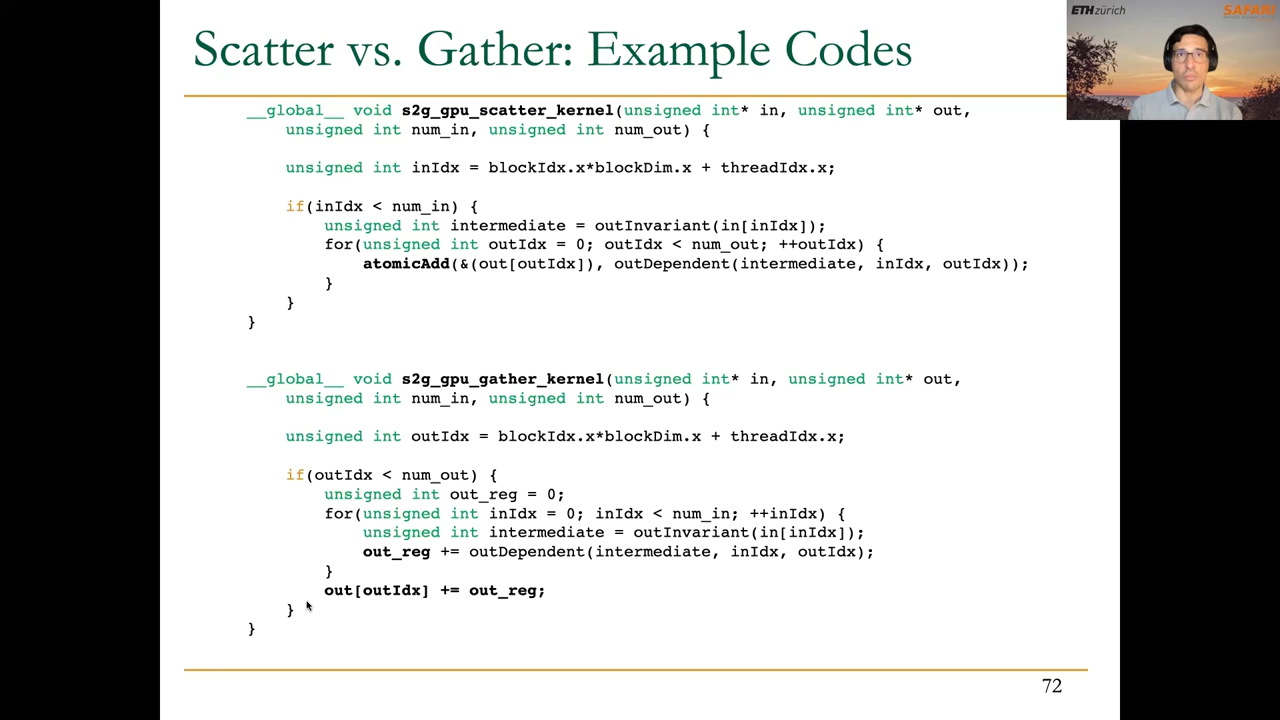 Scatter vs. Gather: Example Codes
ETHzürich
SAFARI
__global__ void s2g_gpu_scatter_kernel(unsigned int* in, unsigned int* out,
unsigned int num_in, unsigned int num_out) {
unsigned int inIdx = blockIdx.x*blockDim.x + threadIdx.x;
if(inIdx < num_in) {
unsigned int intermediate = outInvariant(in[inIdx]);
for(unsigned int outIdx = 0; outIdx < num_out; ++outIdx) {
atomicAdd(&(out[outIdx]), outDependent(intermediate, inIdx, outIdx));
}
}
}
__global__ void s2g_gpu_gather_kernel(unsigned int* in, unsigned int* out,
unsigned int num_in, unsigned int num_out) {
unsigned int outIdx = blockIdx.x*blockDim.x + threadIdx.x;
if(outIdx < num_out) {
unsigned int out_reg = 0;
for(unsigned int inIdx = 0; inIdx < num_in; ++inIdx) {
unsigned int intermediate = outInvariant(in[inIdx]);
out_reg += outDependent(intermediate, inIdx, outIdx);
}
out[outIdx] += out_reg;
}
}
72